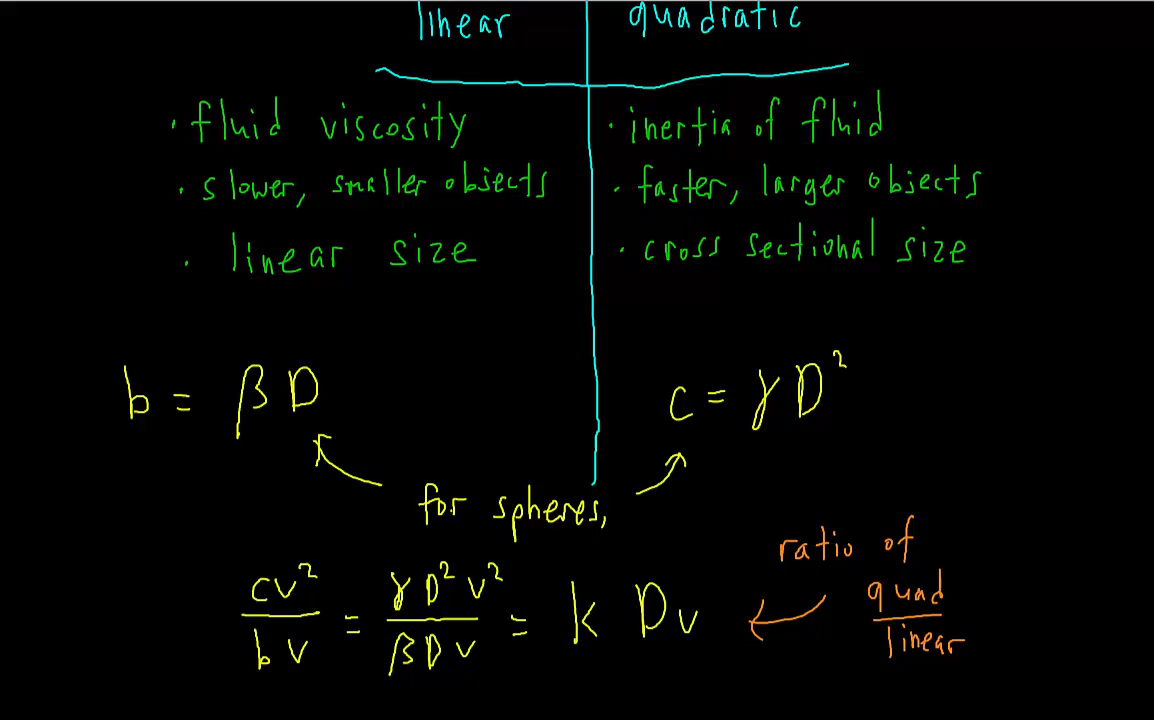 linear quadratic
· fluid viscosity
· slower, smaller objects
· linear size
· inertia of fluid
· faster, larger objects
· cross sectional size
b = βD
c = γD²
for spheres,
cv²/bv = γD²v²/βDv = k Dv
ratio of
quad
linear